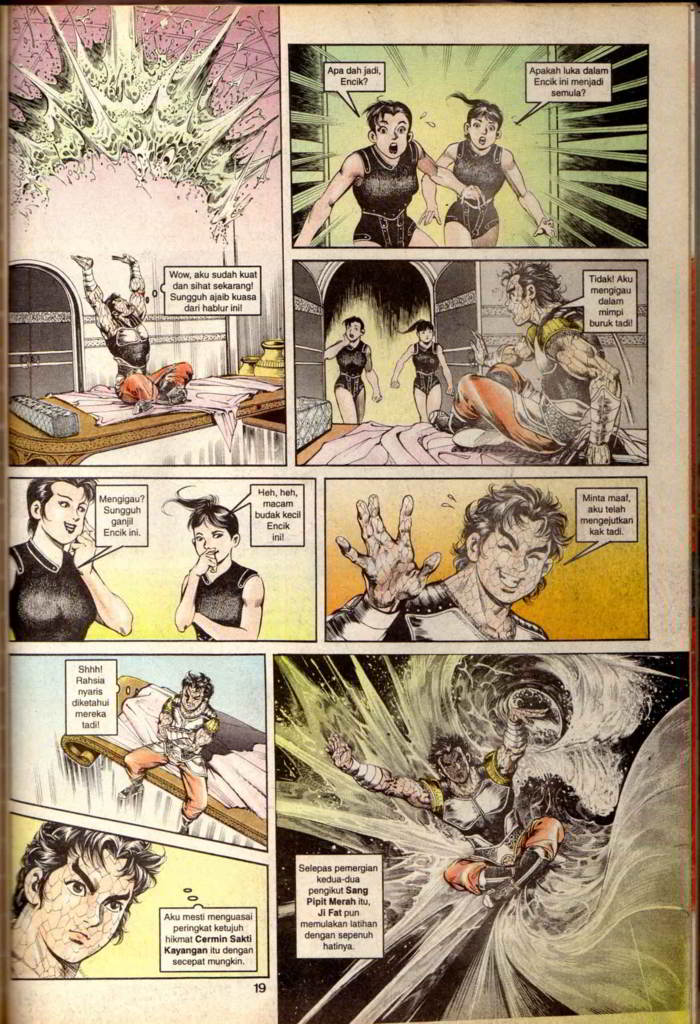 Wow, aku sudah kuat
dan sihat sekarang!
Sungguh ajaib kuasa
dari hablur ini!
Apa dah jadi,
Encik?
Apakah luka dalam
Encik ini menjadi
semula?
Tidak! Aku
mengigau
dalam
mimpi
buruk tadi!
Mengigau?
Sungguh
ganjil
Encik ini.
Heh, heh,
macam
budak kecil
Encik
ini!
Minta maaf,
aku telah
mengejutkan
kak tadi.
Shhh!
Rahsia
nyaris
diketahui
mereka
tadi!
Aku mesti menguasai
peringkat ketujuh
hikmat Cermin Sakti
Kayangan itu dengan
secepat mungkin.
Selepas pemergian
kedua-dua
pengikut Sang
Pipit Merah itu,
Ji Fat pun
memulakan latihan
dengan sepenuh
hatinya.
19